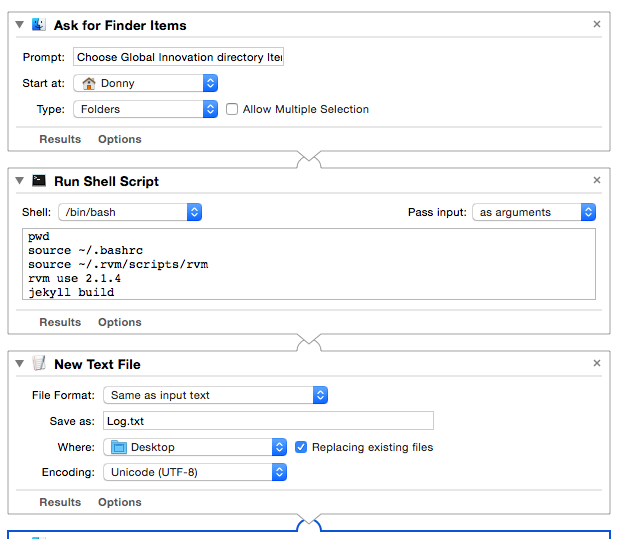 Ask for Finder Items
Prompt: Choose Global Innovation directory
Start at: Donny
Type: Folders Allow Multiple Selection
Results Options
Run Shell Script
Shell: /bin/bash Pass input: as arguments
pwd
source ~/.bashrc
source ~/.rvm/scripts/rvm
rvm use 2.1.4
jekyll build
Results Options
New Text File
File Format: Same as input text
Save as: Log.txt
Where: Desktop Replacing existing files
Encoding: Unicode (UTF-8)
Results Options